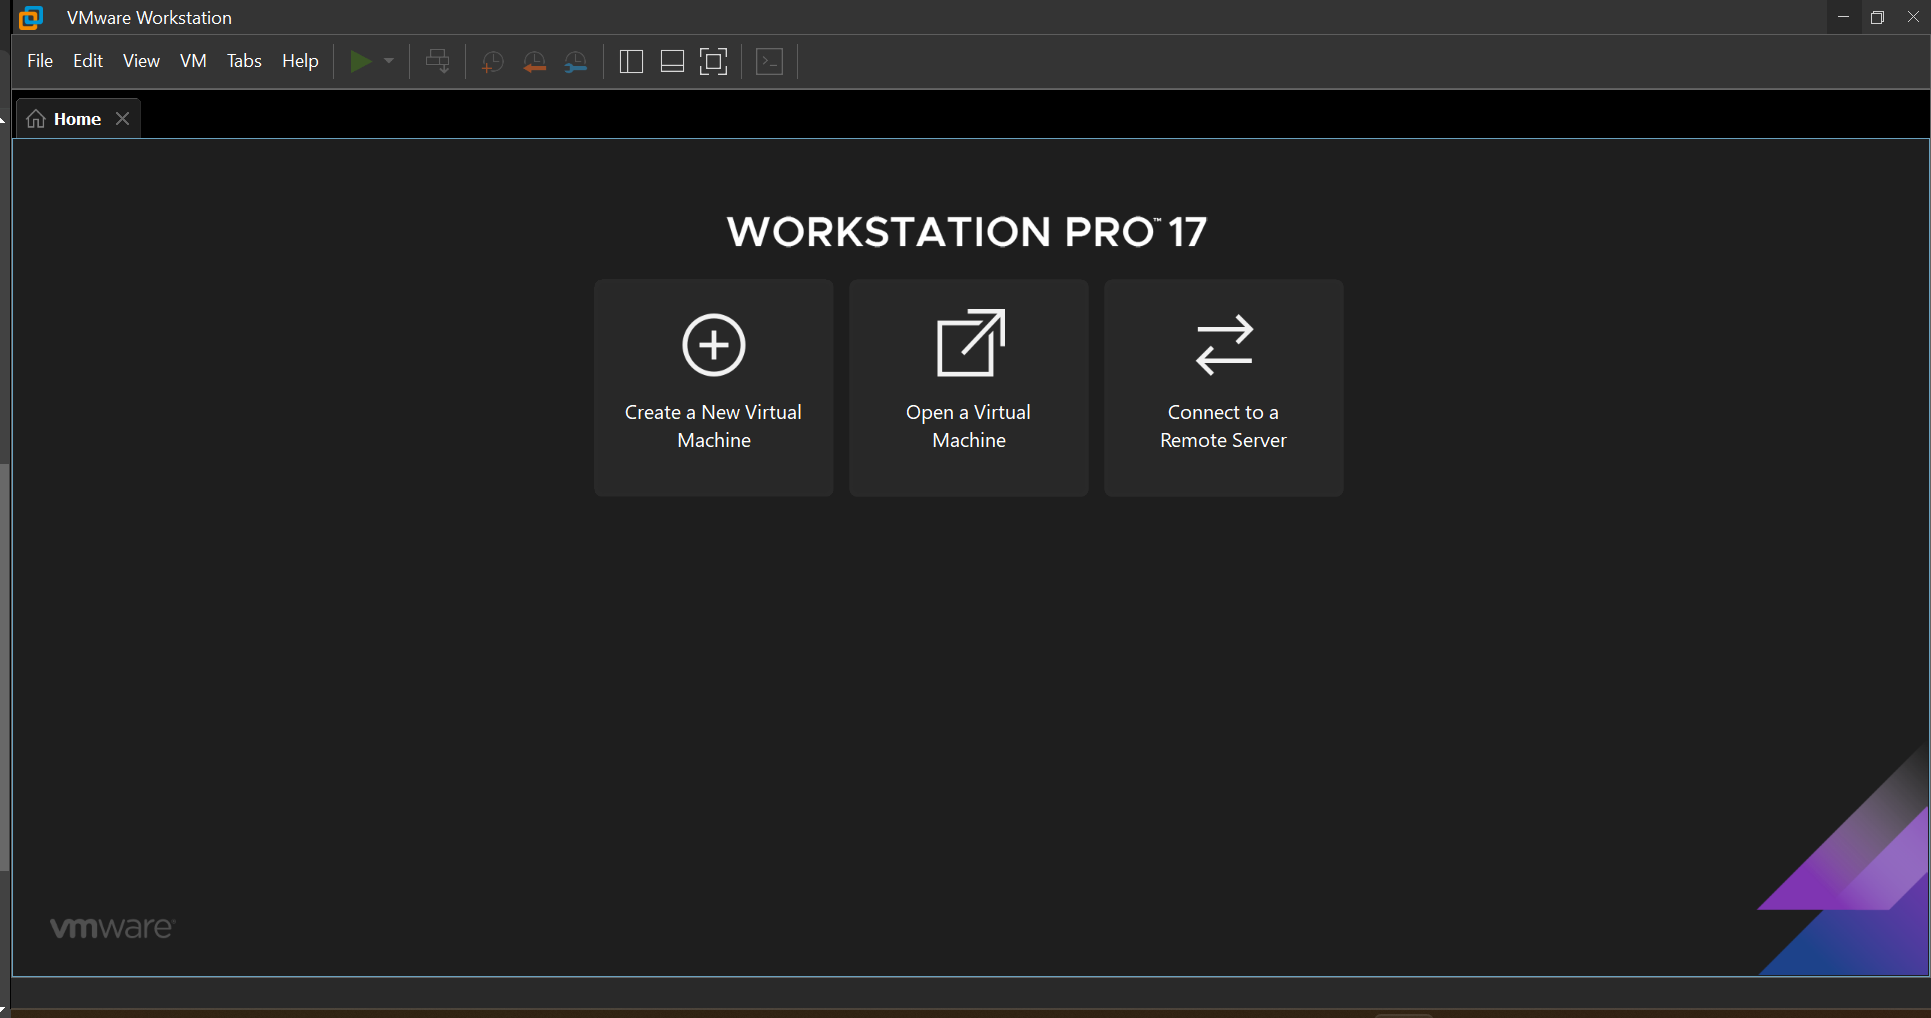 VMware Workstation
File Edit View VM Tabs Help
Home
WORKSTATION PRO™ 17
Create a New Virtual
Machine
Open a Virtual
Machine
Connect to a
Remote Server
vmware®